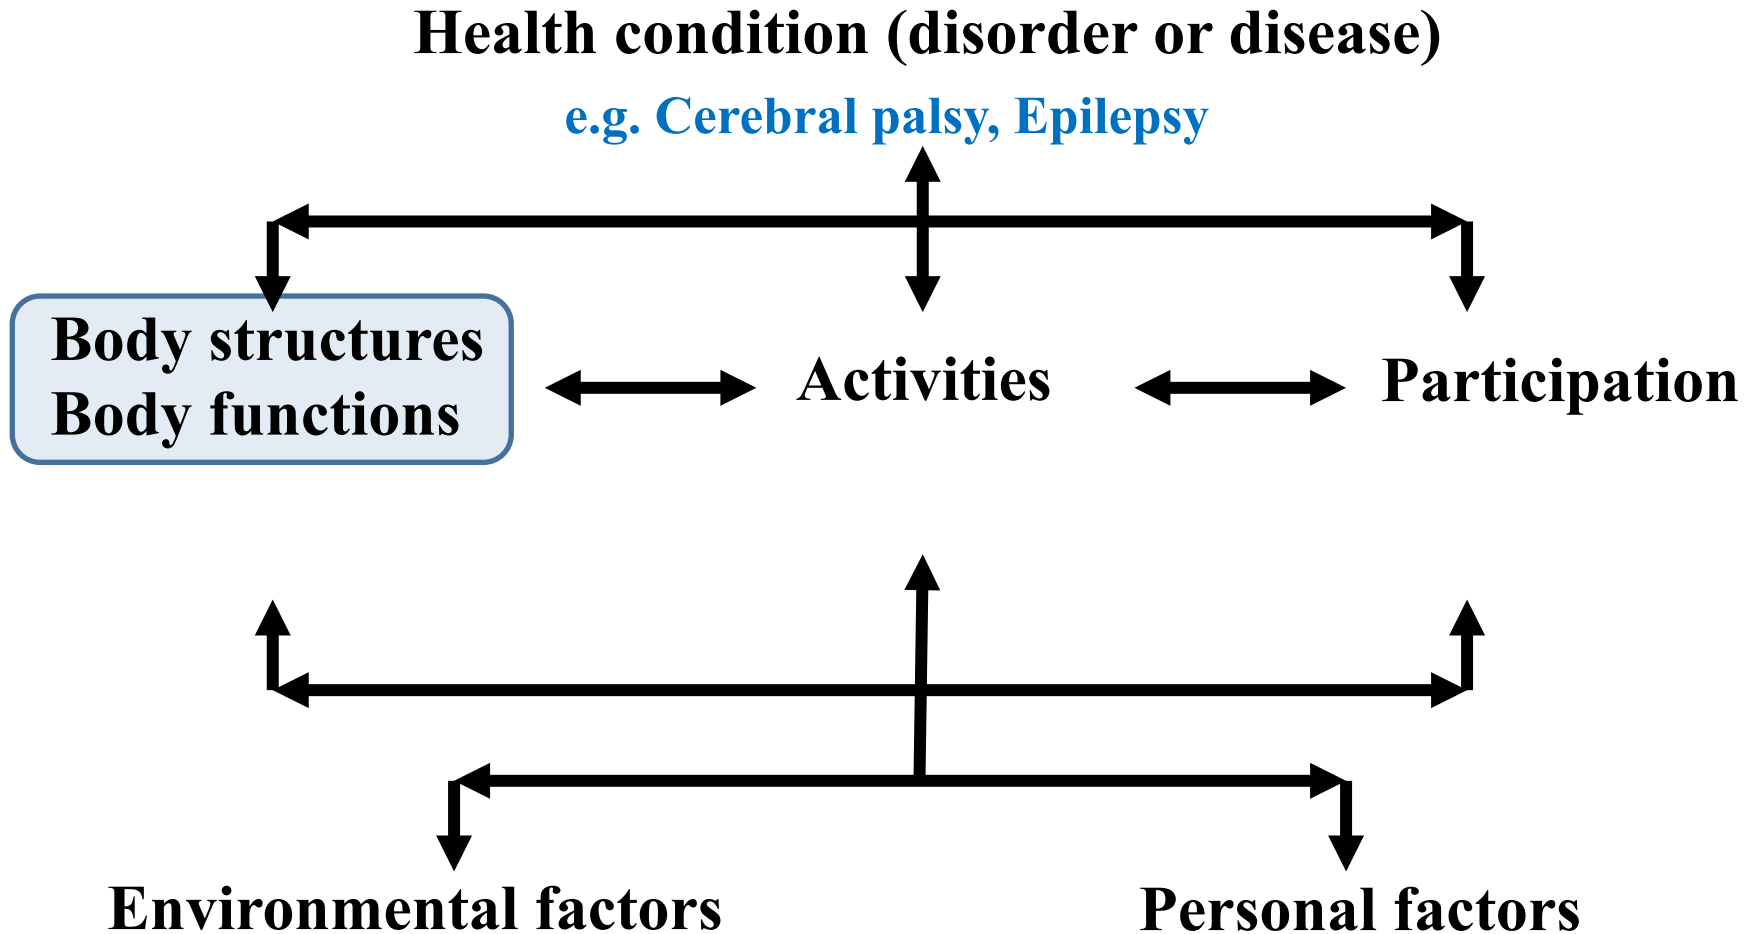 Health condition (disorder or disease)
e.g. Cerebral palsy, Epilepsy
Body structures
Body functions
Activities
Participation
Environmental factors
Personal factors